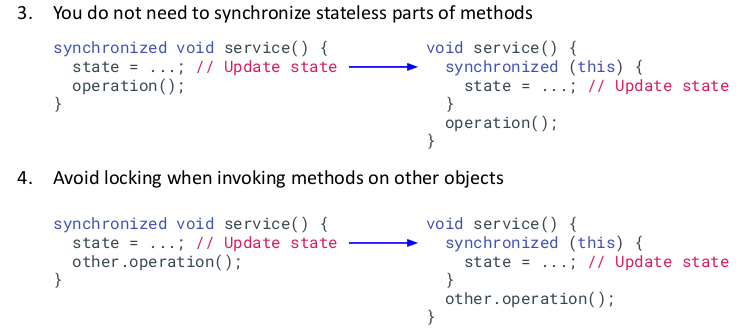 3. You do not need to synchronize stateless parts of methods
synchronized void service() {
  state = ...; // Update state
  operation();
}
void service() {
  synchronized (this) {
    state = ...; // Update state
  }
  operation();
}
4. Avoid locking when invoking methods on other objects
synchronized void service() {
  state = ...; // Update state
  other.operation();
}
void service() {
  synchronized (this) {
    state = ...; // Update state
  }
  other.operation();
}